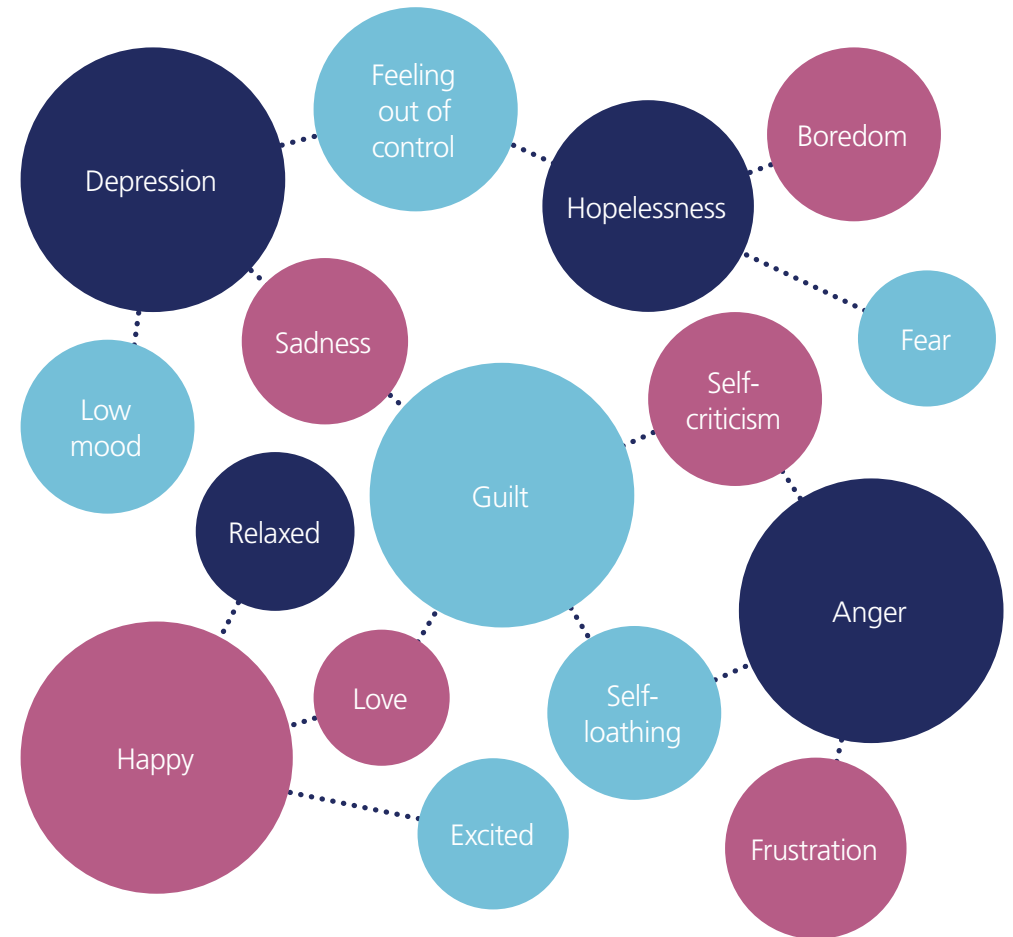 Feeling
out of
control
Boredom
Depression
Hopelessness
Sadness
Fear
Self-
criticism
Low
mood
Guilt
Relaxed
Anger
Love
Self-
loathing
Happy
Excited
Frustration